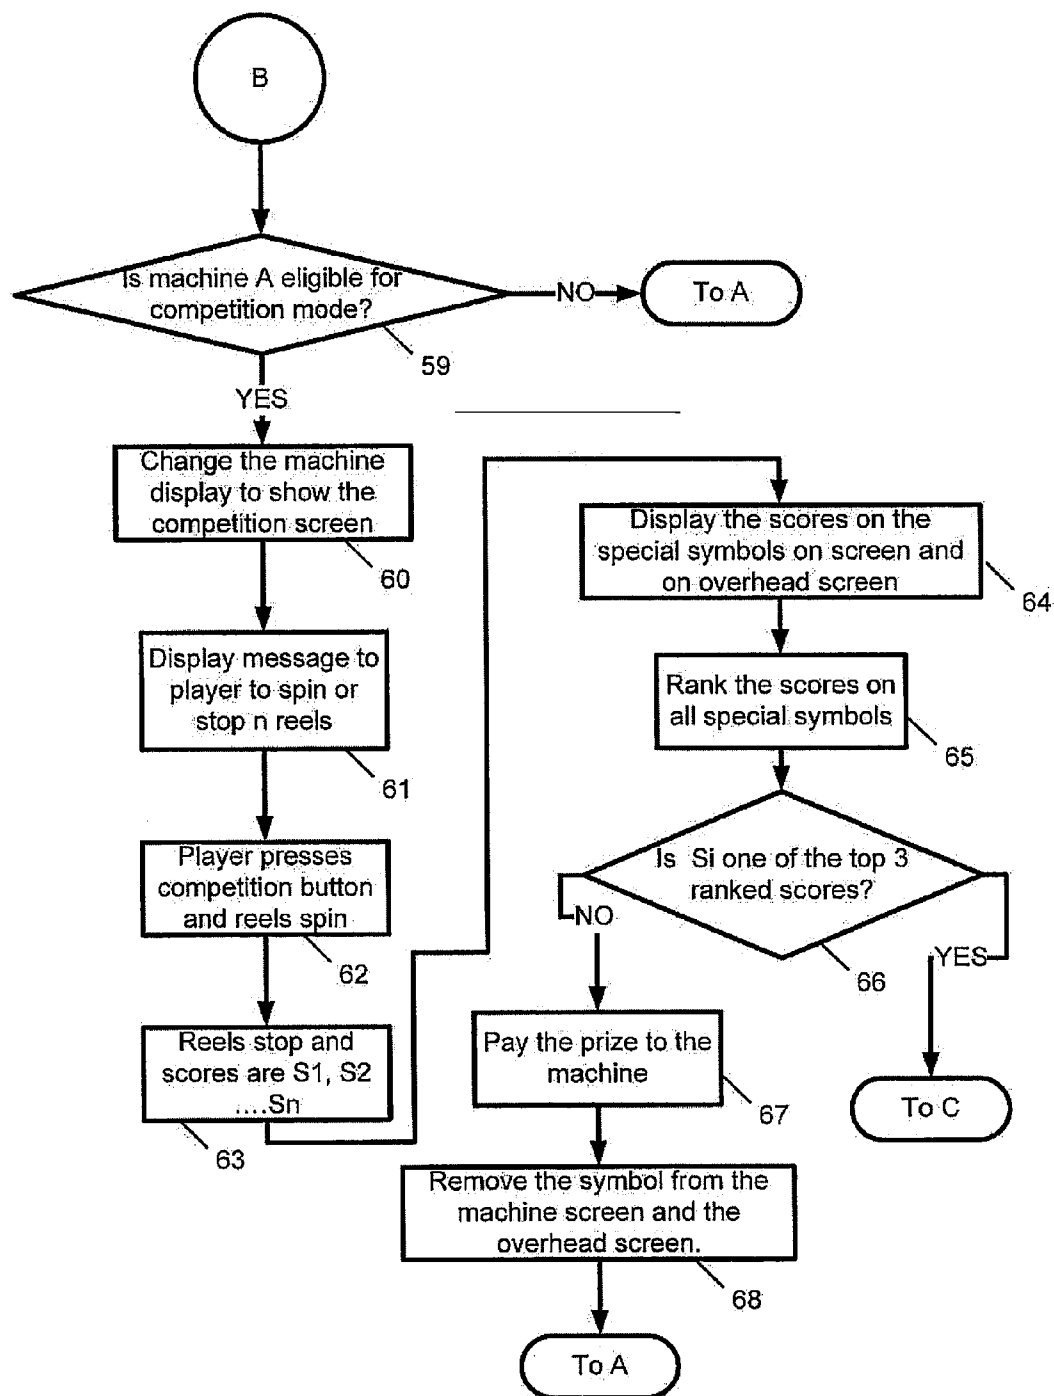 B
Is machine A eligible for
competition mode?
NO
To A
59
YES
Change the machine
display to show the
competition screen
60
Display message to
player to spin or
stop n reels
61
Player presses
competition button
and reels spin
62
Reels stop and
scores are S1, S2
....Sn
63
Display the scores on the
special symbols on screen and
on overhead screen
64
Rank the scores on
all special symbols
65
Is Si one of the top 3
ranked scores?
66
NO
YES
Pay the prize to the
machine
67
To C
Remove the symbol from the
machine screen and the
overhead screen.
68
To A